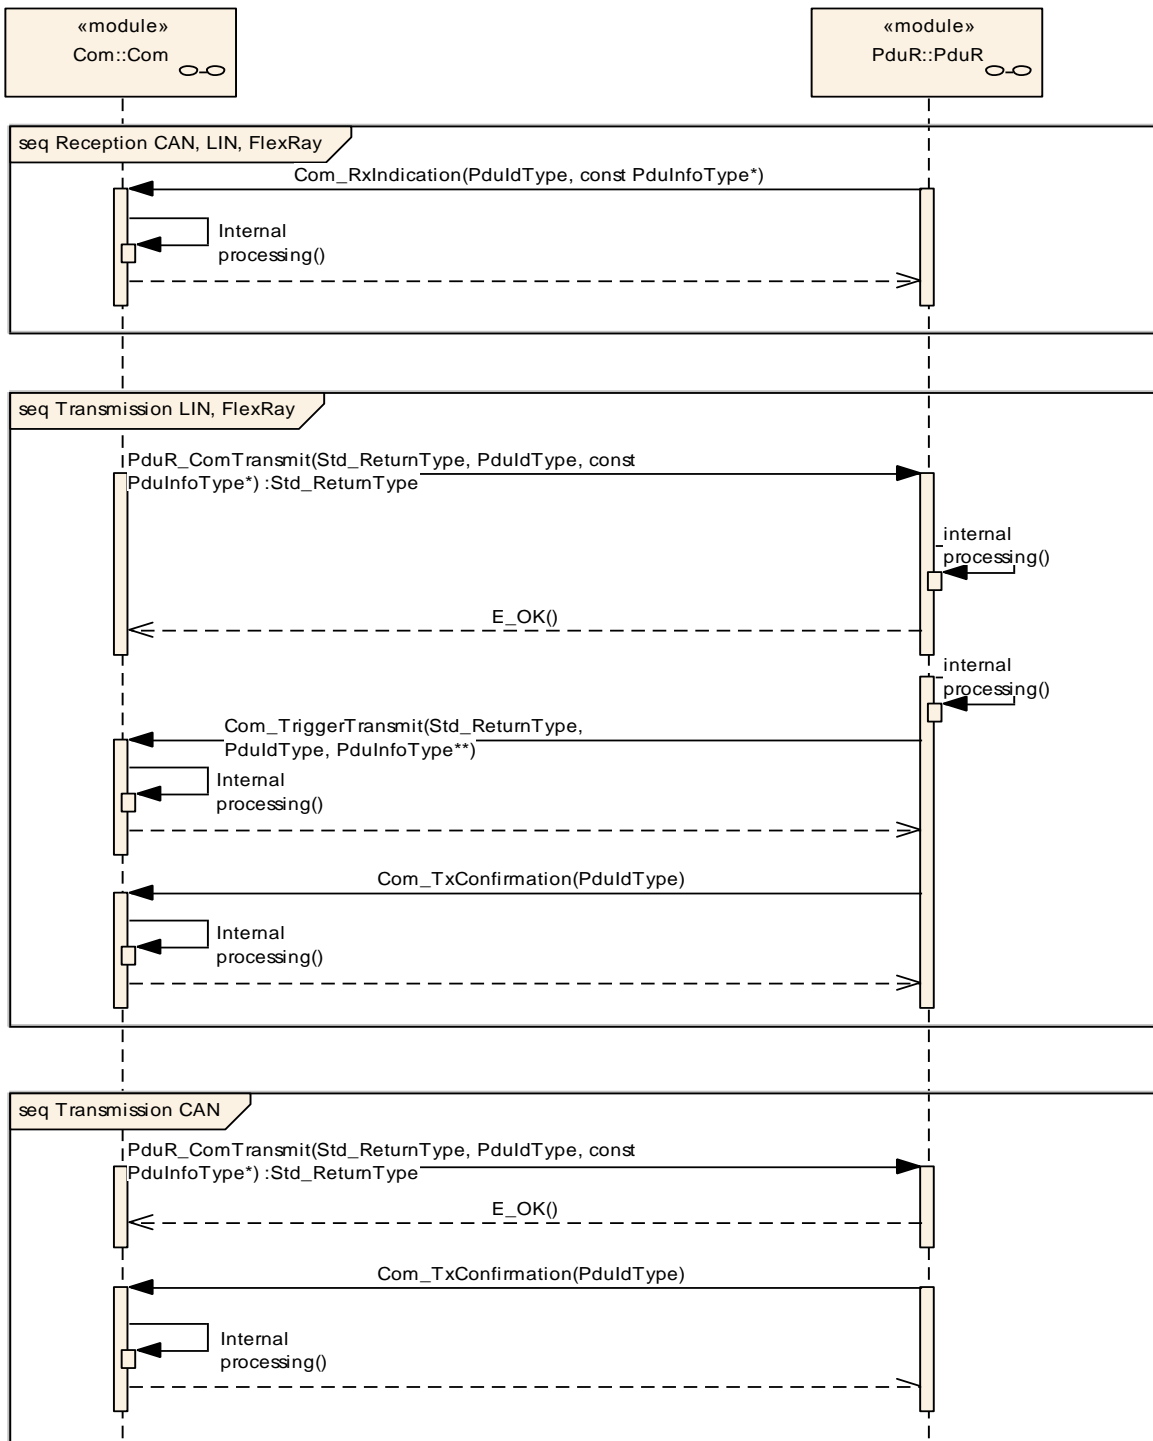 «module»
Com::Com
«module»
PduR::PduR
seq Reception CAN, LIN, FlexRay
Com_RxIndication(PduIdType, const PduInfoType*)
Internal
processing()
seq Transmission LIN, FlexRay
PduR_ComTransmit(Std_ReturnType, PduIdType, const
PduInfoType*) :Std_ReturnType
internal
processing()
E_OK()
internal
processing()
Com_TriggerTransmit(Std_ReturnType,
PduIdType, PduInfoType**)
Internal
processing()
Com_TxConfirmation(PduIdType)
Internal
processing()
seq Transmission CAN
PduR_ComTransmit(Std_ReturnType, PduIdType, const
PduInfoType*) :Std_ReturnType
E_OK()
Com_TxConfirmation(PduIdType)
Internal
processing()